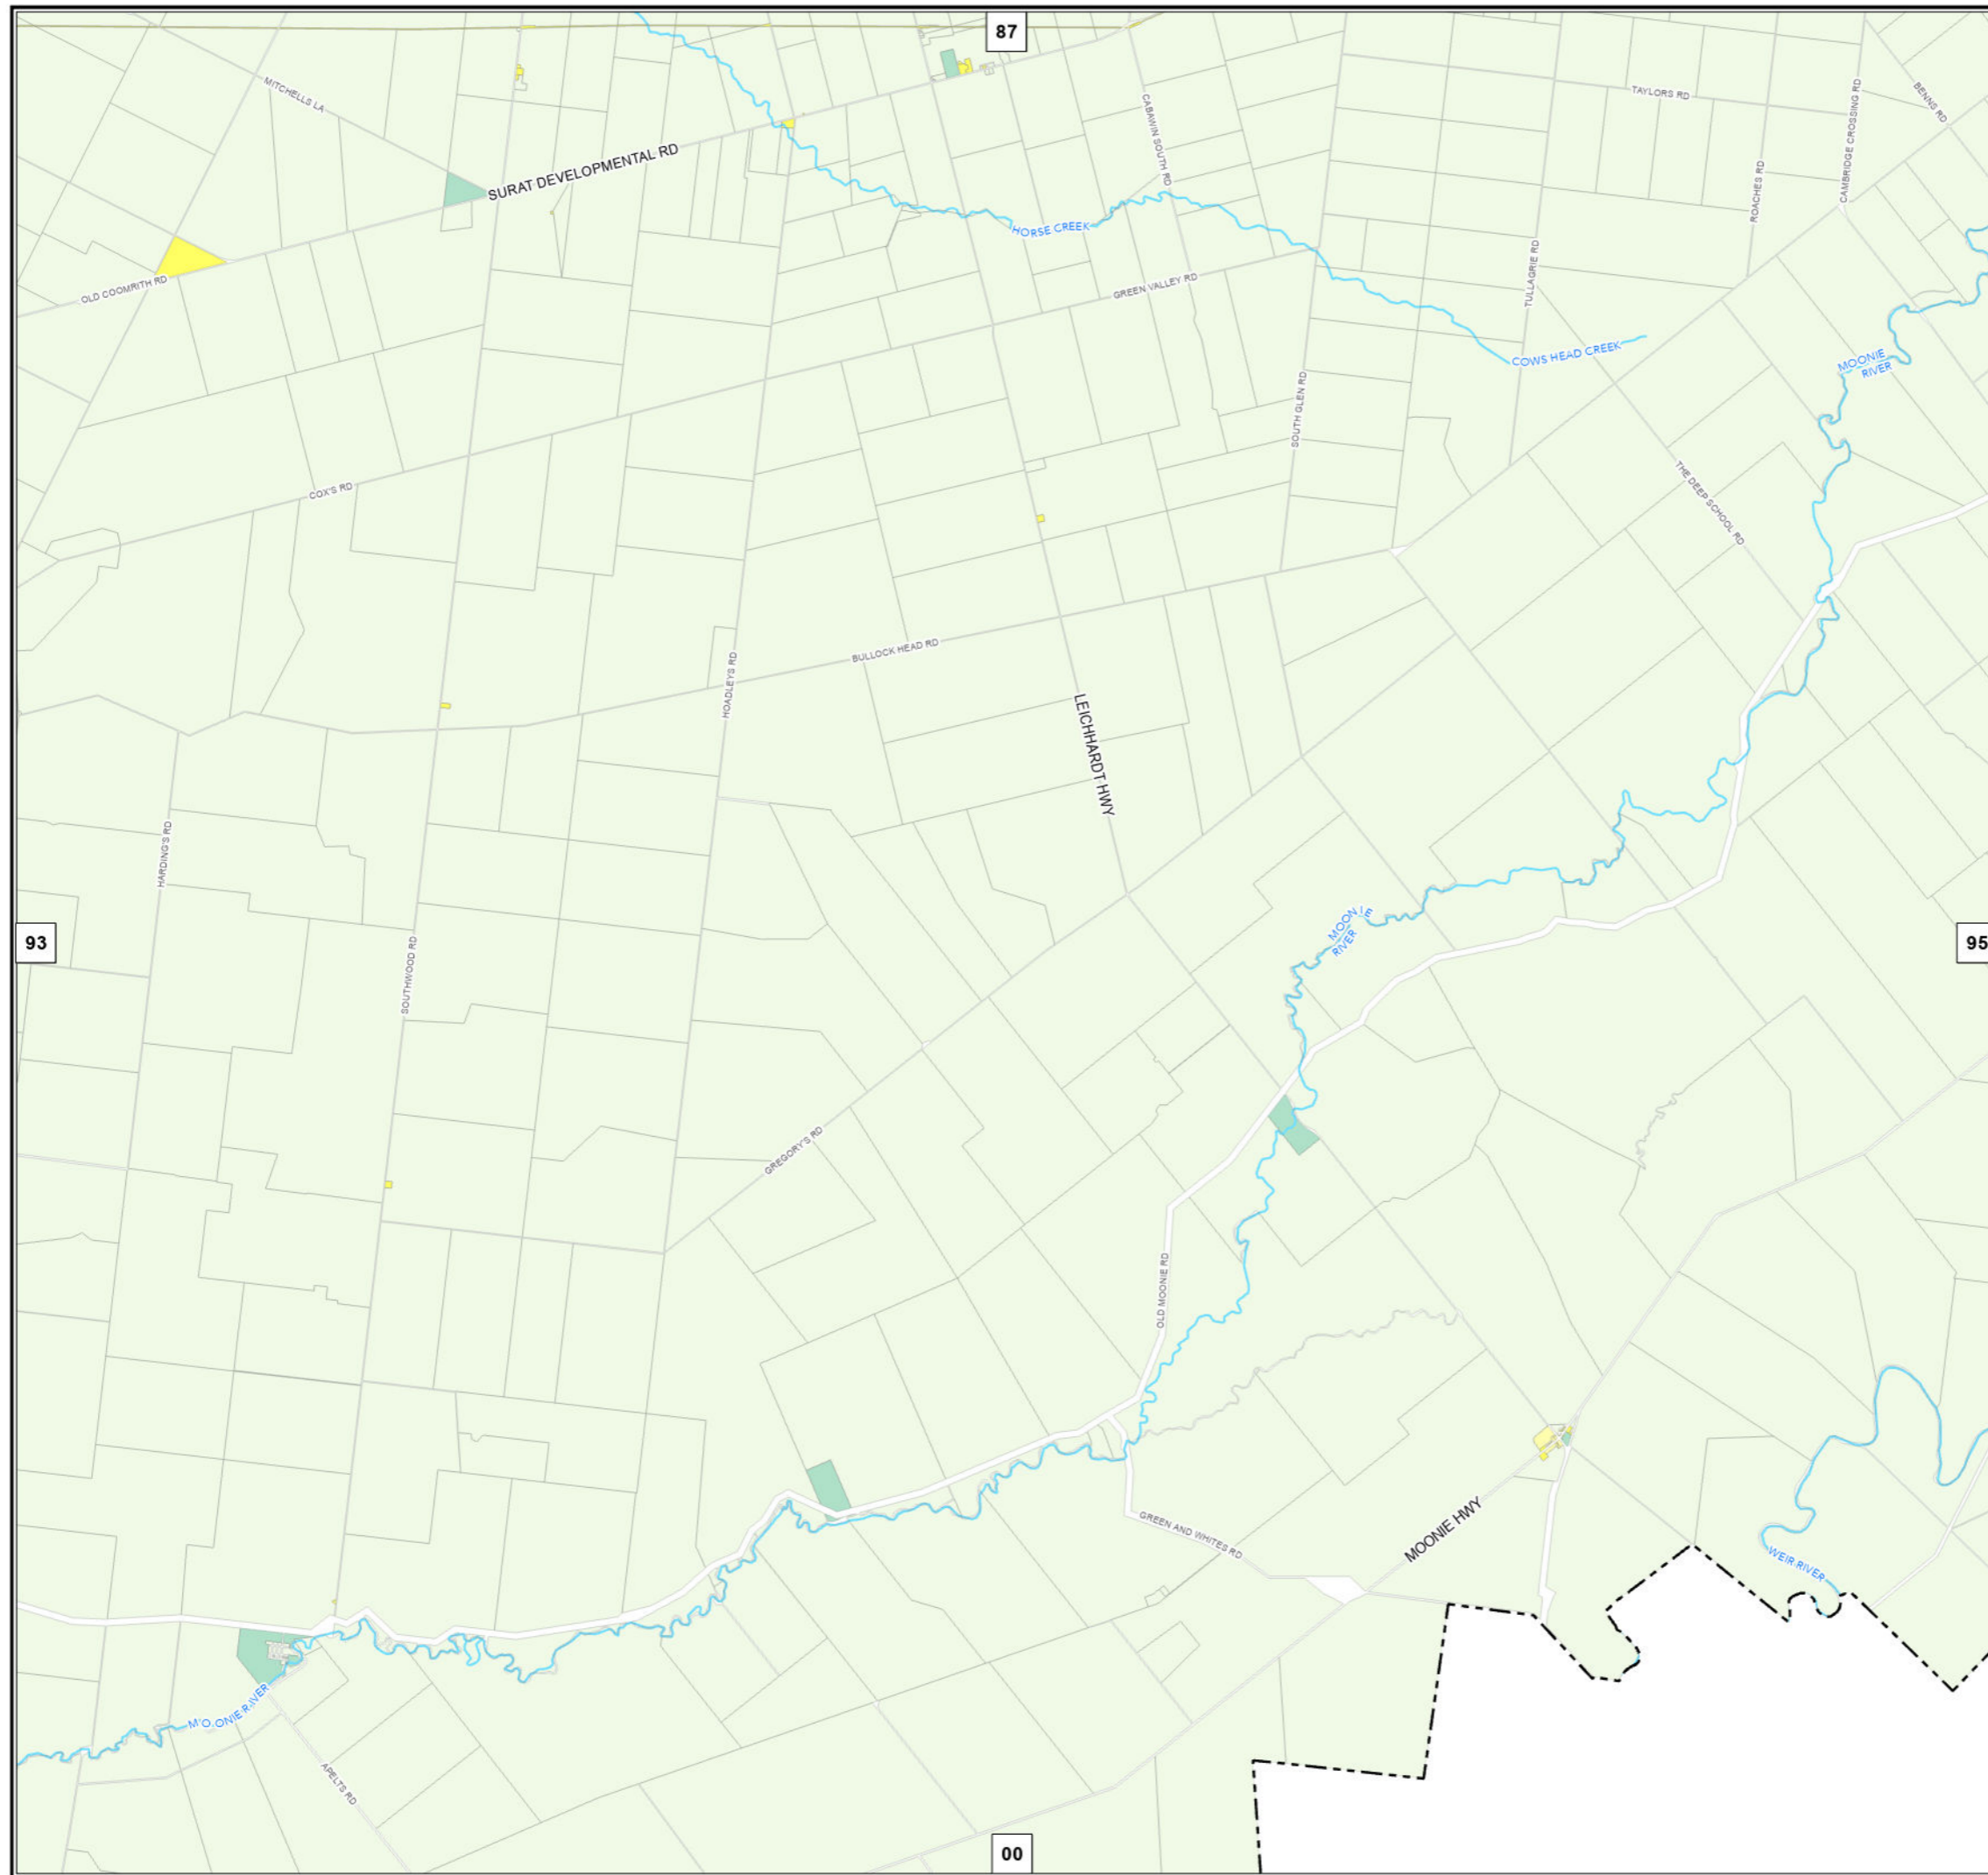 87
MITCHELLS LA
TAYLORS RD
BENNS RD
CABAWIN SOUTH RD
CAMBRIDGE CROSSING RD
SURAT DEVELOPMENTAL RD
ROACHES RD
HORSE CREEK
OLD COOMRITH RD
GREEN VALLEY RD
TULLAGRIE RD
COWS HEAD CREEK
MOONIE
RIVER
SOUTH GLEN RD
COX'S RD
THE DEEP SCHOOL RD
BULLOCK HEAD RD
HOADLEYS RD
LEICHHARDT HWY
HARDING'S RD
MOONIE
RIVER
93
95
SOUTHWOOD RD
GREGORY'S RD
OLD MOONIE RD
GREEN AND WHITES RD
MOONIE HWY
WEIR RIVER
MOONIE RIVER
APELTS RD
00